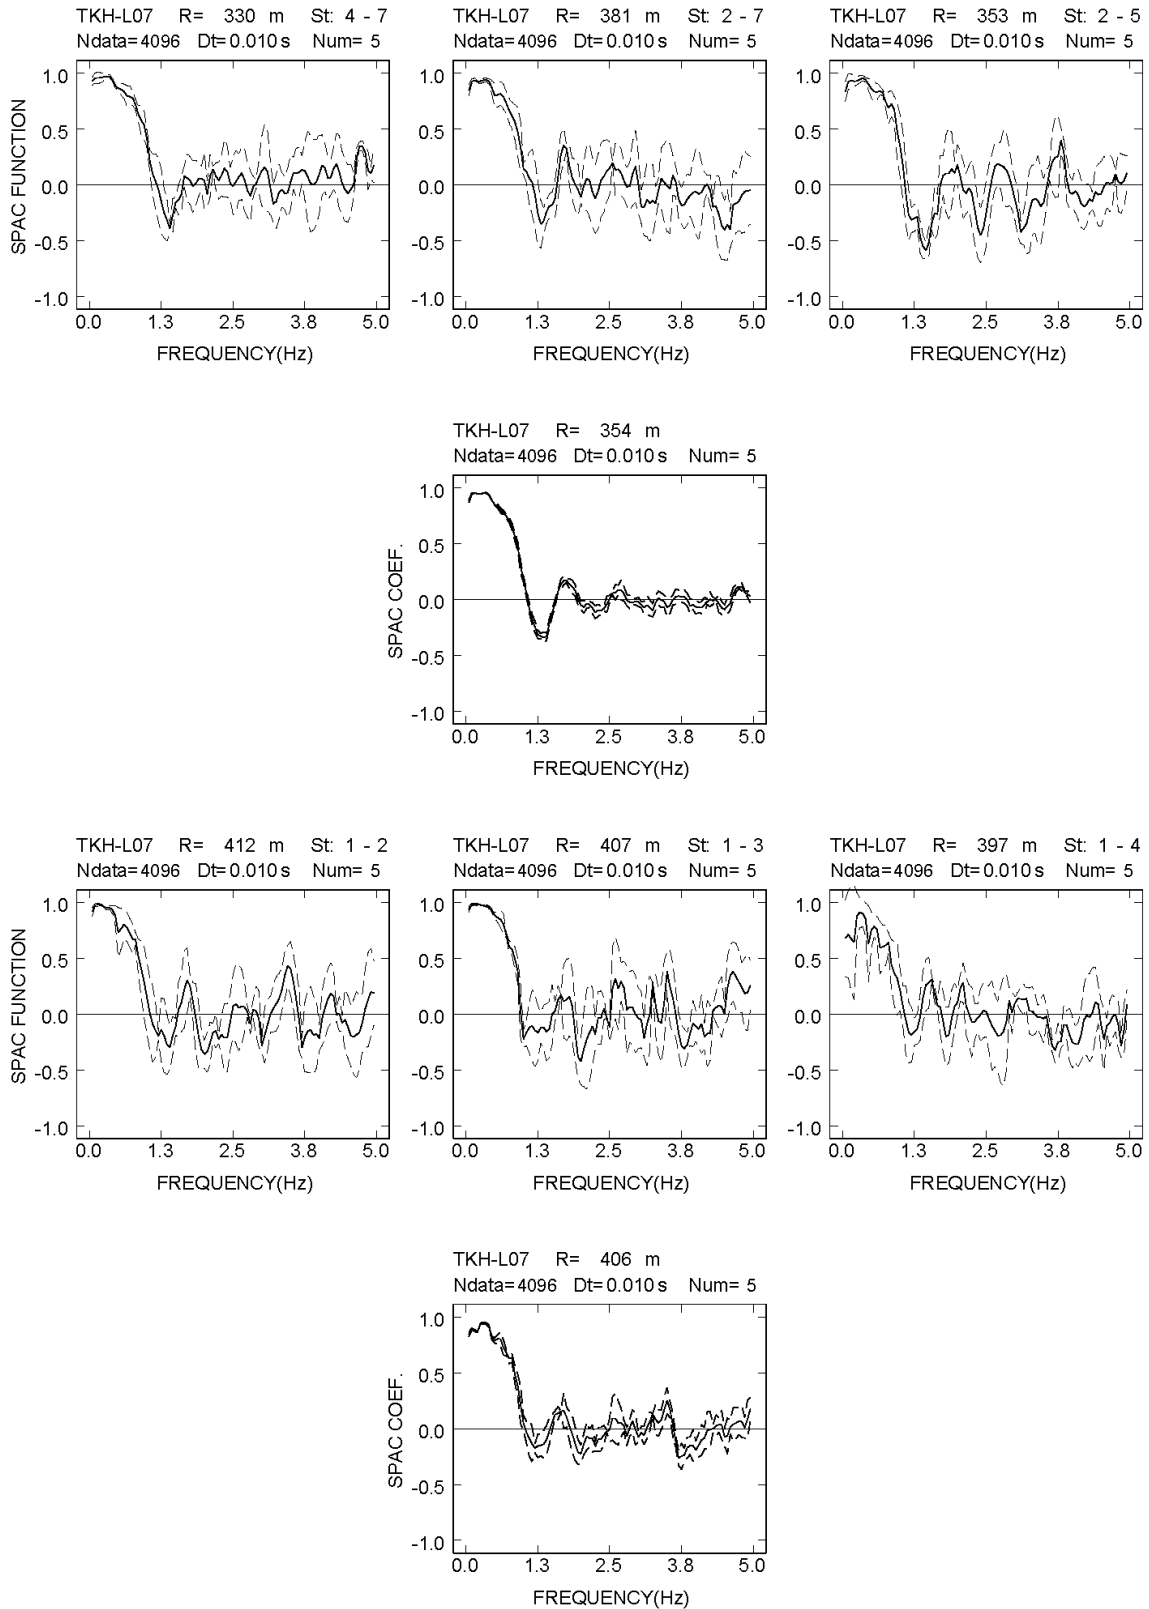 TKH-L07 R= 330 m St: 4 - 7
Ndata=4096 Dt=0.010 s Num= 5
SPAC FUNCTION
1.0
0.5
0.0
-0.5
-1.0
0.0 1.3 2.5 3.8 5.0
FREQUENCY(Hz)
TKH-L07 R= 381 m St: 2 - 7
Ndata=4096 Dt=0.010 s Num= 5
1.0
0.5
0.0
-0.5
-1.0
0.0 1.3 2.5 3.8 5.0
FREQUENCY(Hz)
TKH-L07 R= 353 m St: 2 - 5
Ndata=4096 Dt=0.010 s Num= 5
1.0
0.5
0.0
-0.5
-1.0
0.0 1.3 2.5 3.8 5.0
FREQUENCY(Hz)
TKH-L07 R= 354 m
Ndata=4096 Dt=0.010 s Num= 5
SPAC COEF.
1.0
0.5
0.0
-0.5
-1.0
0.0 1.3 2.5 3.8 5.0
FREQUENCY(Hz)
TKH-L07 R= 412 m St: 1 - 2
Ndata=4096 Dt=0.010 s Num= 5
SPAC FUNCTION
1.0
0.5
0.0
-0.5
-1.0
0.0 1.3 2.5 3.8 5.0
FREQUENCY(Hz)
TKH-L07 R= 407 m St: 1 - 3
Ndata=4096 Dt=0.010 s Num= 5
1.0
0.5
0.0
-0.5
-1.0
0.0 1.3 2.5 3.8 5.0
FREQUENCY(Hz)
TKH-L07 R= 397 m St: 1 - 4
Ndata=4096 Dt=0.010 s Num= 5
1.0
0.5
0.0
-0.5
-1.0
0.0 1.3 2.5 3.8 5.0
FREQUENCY(Hz)
TKH-L07 R= 406 m
Ndata=4096 Dt=0.010 s Num= 5
SPAC COEF.
1.0
0.5
0.0
-0.5
-1.0
0.0 1.3 2.5 3.8 5.0
FREQUENCY(Hz)